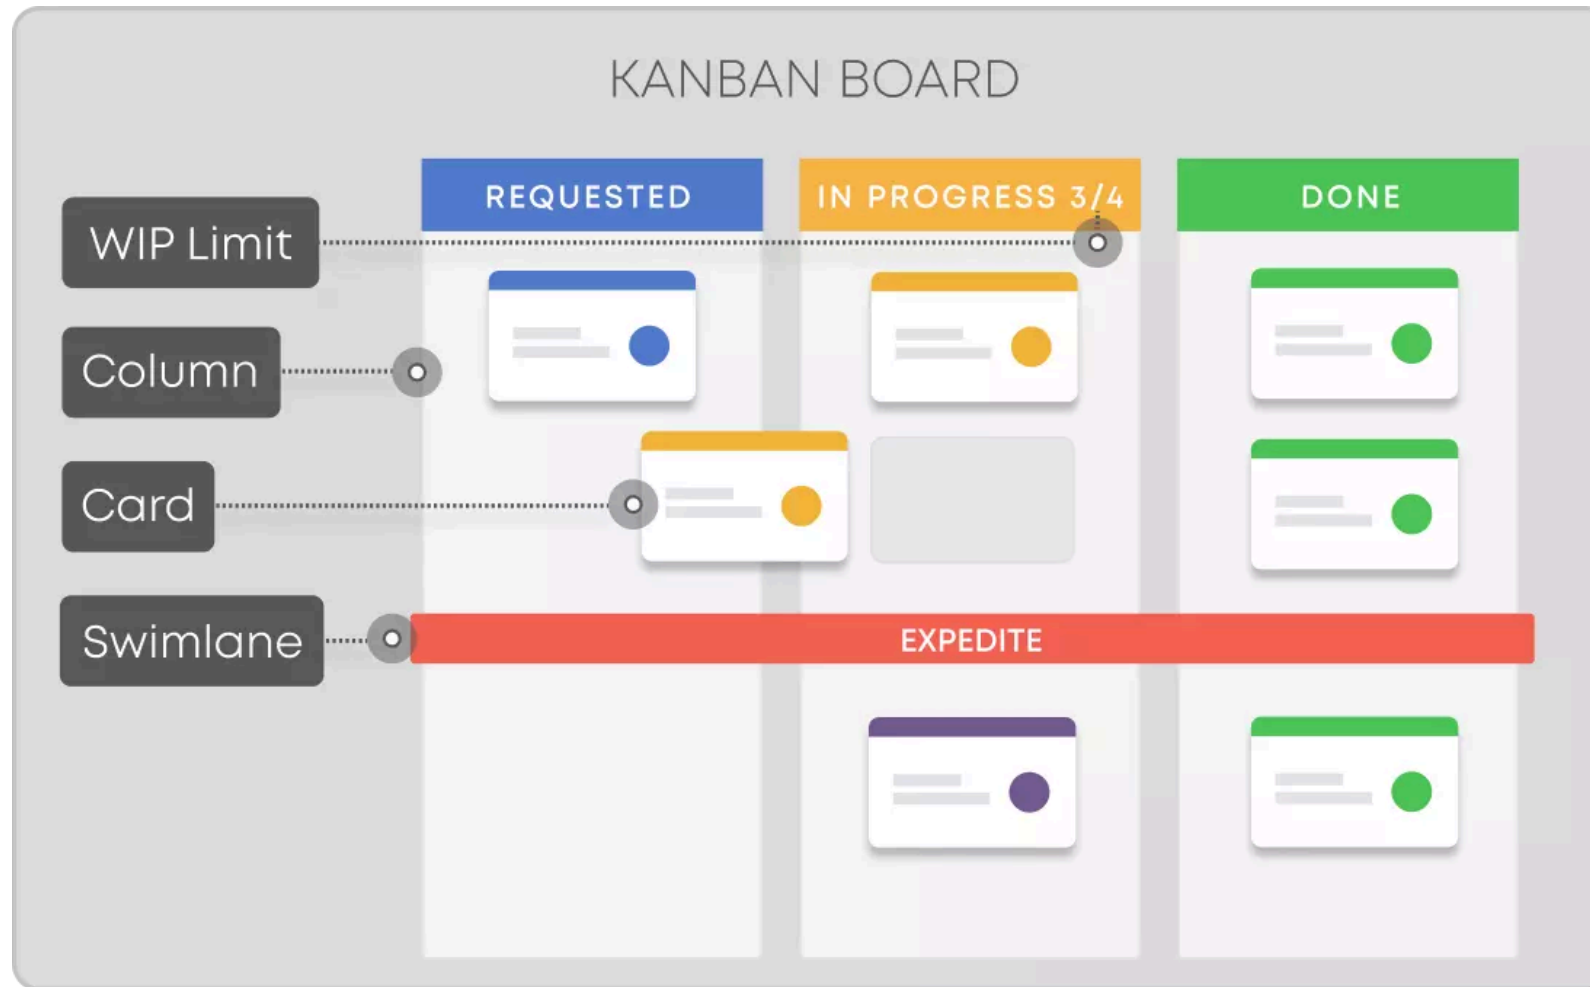 KANBAN BOARD
REQUESTED
IN PROGRESS 3/4
DONE
WIP Limit
Column
Card
Swimlane
EXPEDITE